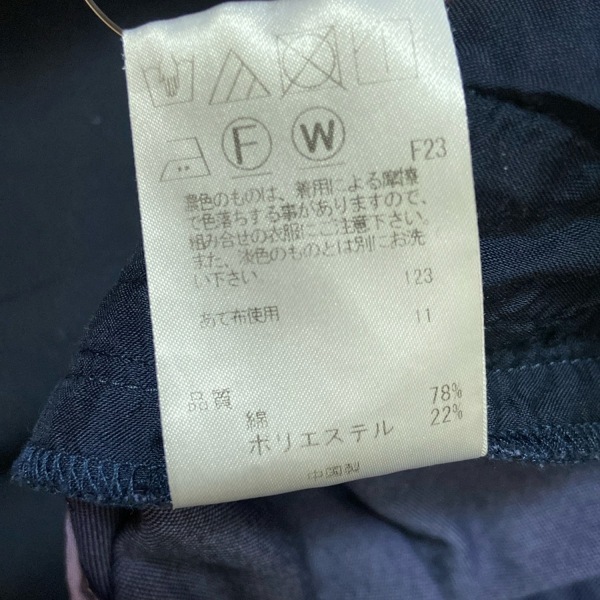 F W
F23
濃色のものは、着用による摩擦
で色落ちする事がありますので、
組み合せの衣服にご注意下さい。
また、淡色のものとは別にお洗
い下さい 123
あて布使用 11
品質
綿 78%
ポリエステル 22%
中国製